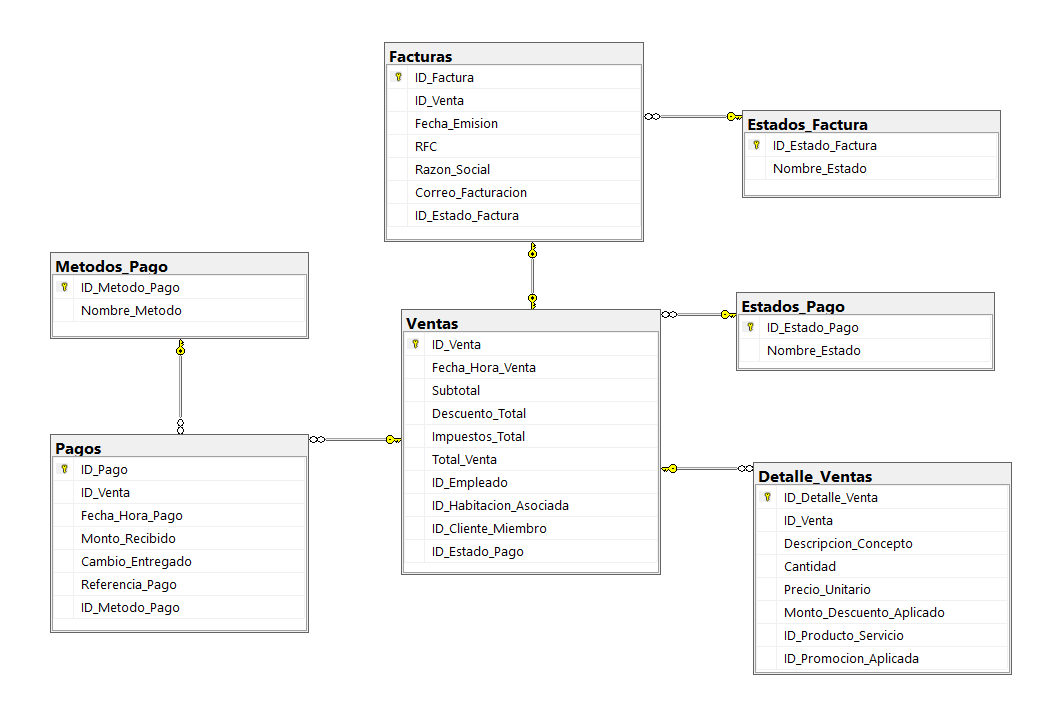 Facturas
ID_Factura
ID_Venta
Fecha_Emision
RFC
Razon_Social
Correo_Facturacion
ID_Estado_Factura
Estados_Factura
ID_Estado_Factura
Nombre_Estado
Metodos_Pago
ID_Metodo_Pago
Nombre_Metodo
Ventas
ID_Venta
Fecha_Hora_Venta
Subtotal
Descuento_Total
Impuestos_Total
Total_Venta
ID_Empleado
ID_Habitacion_Asociada
ID_Cliente_Miembro
ID_Estado_Pago
Estados_Pago
ID_Estado_Pago
Nombre_Estado
Pagos
ID_Pago
ID_Venta
Fecha_Hora_Pago
Monto_Recibido
Cambio_Entregado
Referencia_Pago
ID_Metodo_Pago
Detalle_Ventas
ID_Detalle_Venta
ID_Venta
Descripcion_Concepto
Cantidad
Precio_Unitario
Monto_Descuento_Aplicado
ID_Producto_Servicio
ID_Promocion_Aplicada